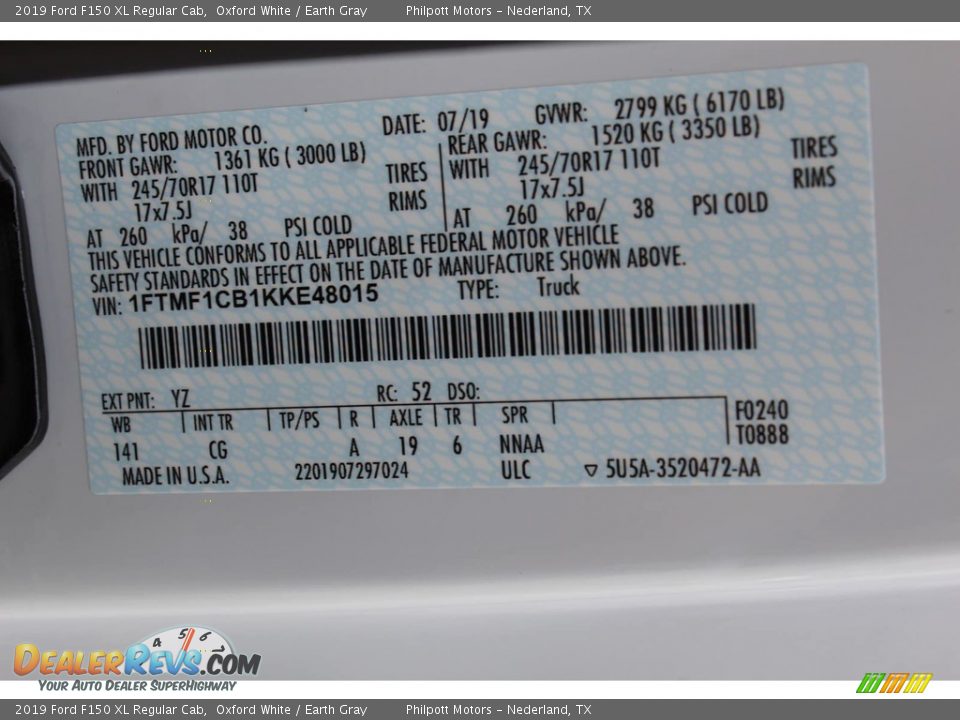 2019 Ford F150 XL Regular Cab, Oxford White / Earth Gray Philpott Motors - Nederland, TX
MFD. BY FORD MOTOR CO. DATE: 07/19 GVWR: 2799 KG ( 6170 LB)
FRONT GAWR: 1361 KG ( 3000 LB) REAR GAWR: 1520 KG ( 3350 LB)
WITH 245/70R17 110T TIRES WITH 245/70R17 110T TIRES
17x7.5J RIMS 17x7.5J RIMS
AT 260 kPa/ 38 PSI COLD AT 260 kPa/ 38 PSI COLD
THIS VEHICLE CONFORMS TO ALL APPLICABLE FEDERAL MOTOR VEHICLE
SAFETY STANDARDS IN EFFECT ON THE DATE OF MANUFACTURE SHOWN ABOVE.
VIN: 1FTMF1CB1KKE48015 TYPE: Truck
EXT PNT: YZ RC: 52 DSO:
WB INT TR TP/PS R AXLE TR SPR F0240
141 CG A 19 6 NNAA T0888
MADE IN U.S.A. 2201907297024 ULC ▽ 5U5A-3520472-AA
4 5 6 7
DEALERREVS.COM
YOUR AUTO DEALER SUPERHIGHWAY
2019 Ford F150 XL Regular Cab, Oxford White / Earth Gray Philpott Motors - Nederland, TX